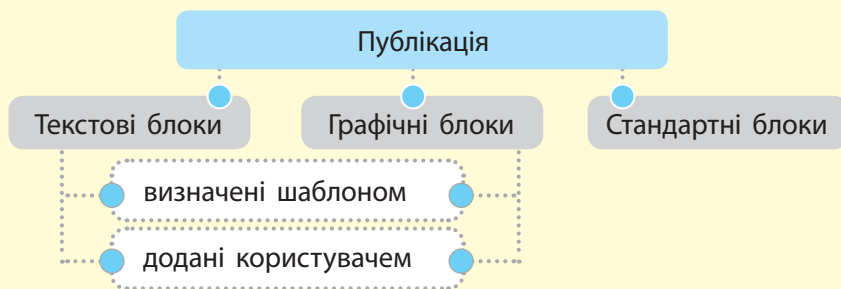 Публікація
Текстові блоки
Графічні блоки
Стандартні блоки
визначені шаблоном
додані користувачем